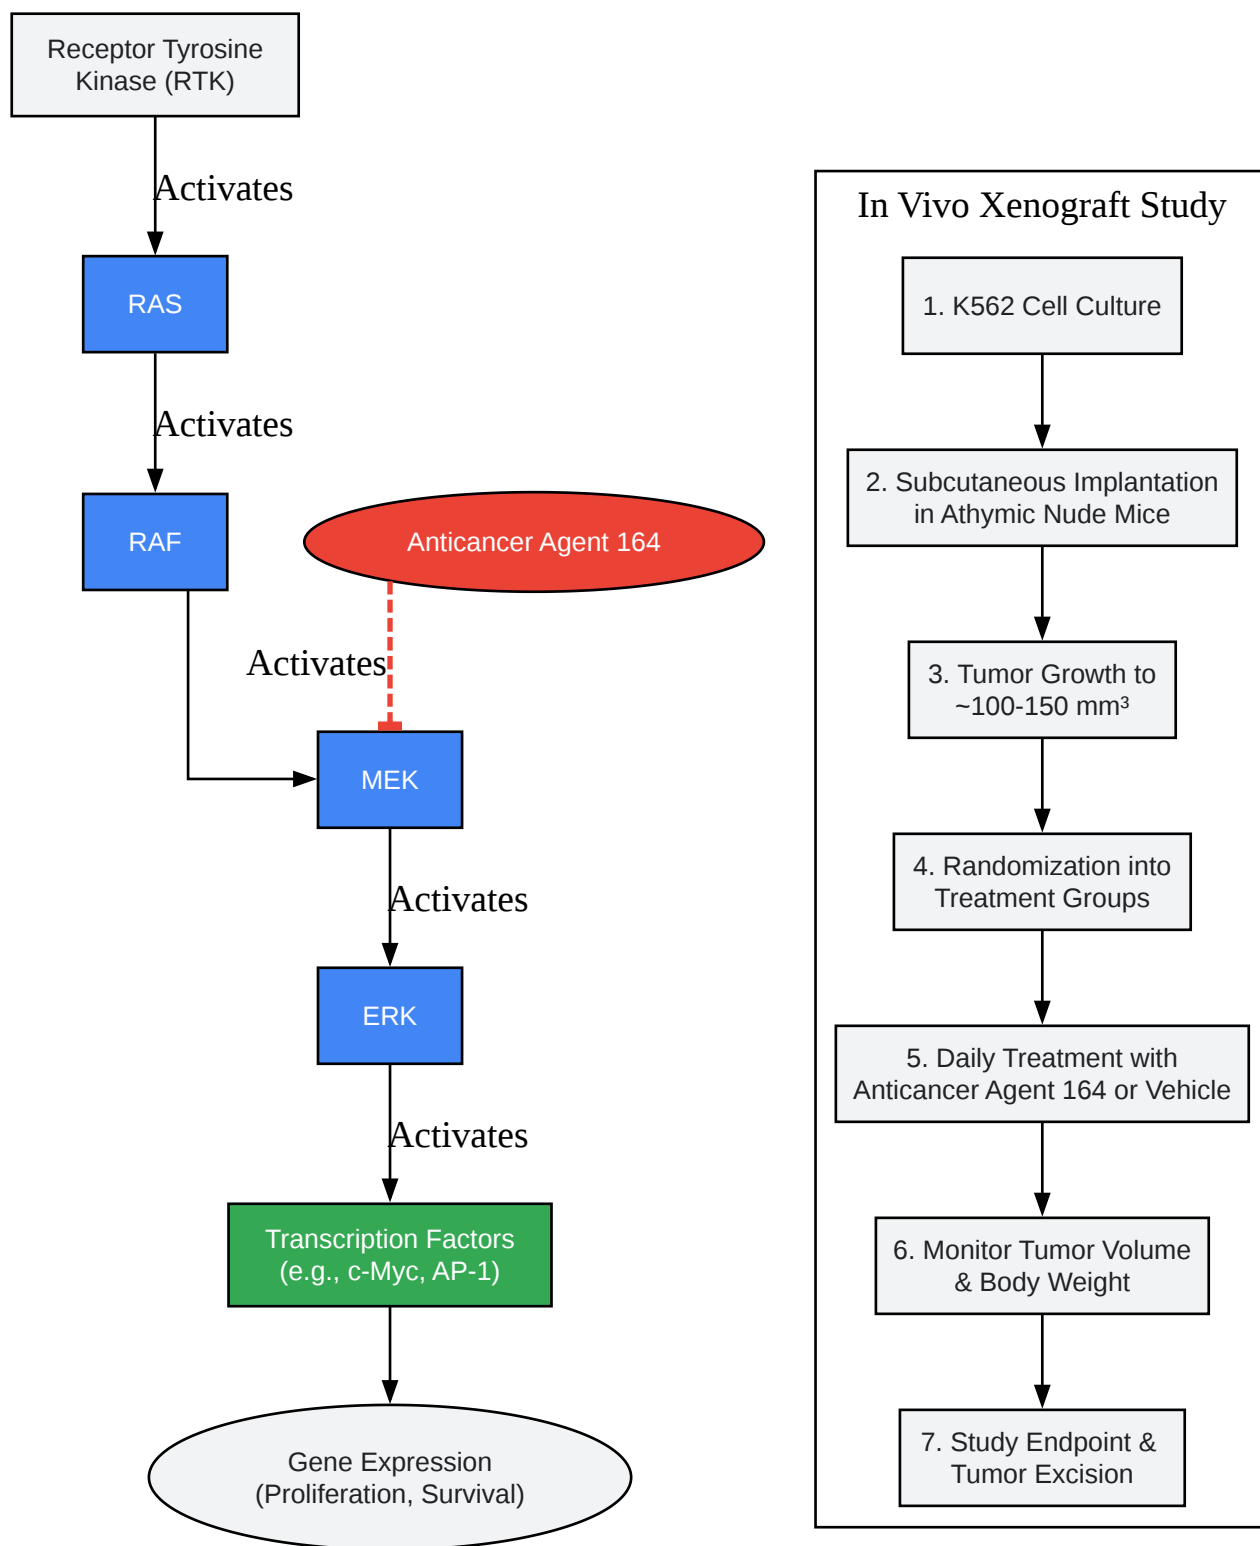 Receptor Tyrosine
Kinase (RTK)
Activates
RAS
Activates
RAF
Anticancer Agent 164
Activates
MEK
Activates
ERK
Activates
Transcription Factors
(e.g., c-Myc, AP-1)
Gene Expression
(Proliferation, Survival)
In Vivo Xenograft Study
1. K562 Cell Culture
2. Subcutaneous Implantation
in Athymic Nude Mice
3. Tumor Growth to
~100-150 mm³
4. Randomization into
Treatment Groups
5. Daily Treatment with
Anticancer Agent 164 or Vehicle
6. Monitor Tumor Volume
& Body Weight
7. Study Endpoint &
Tumor Excision